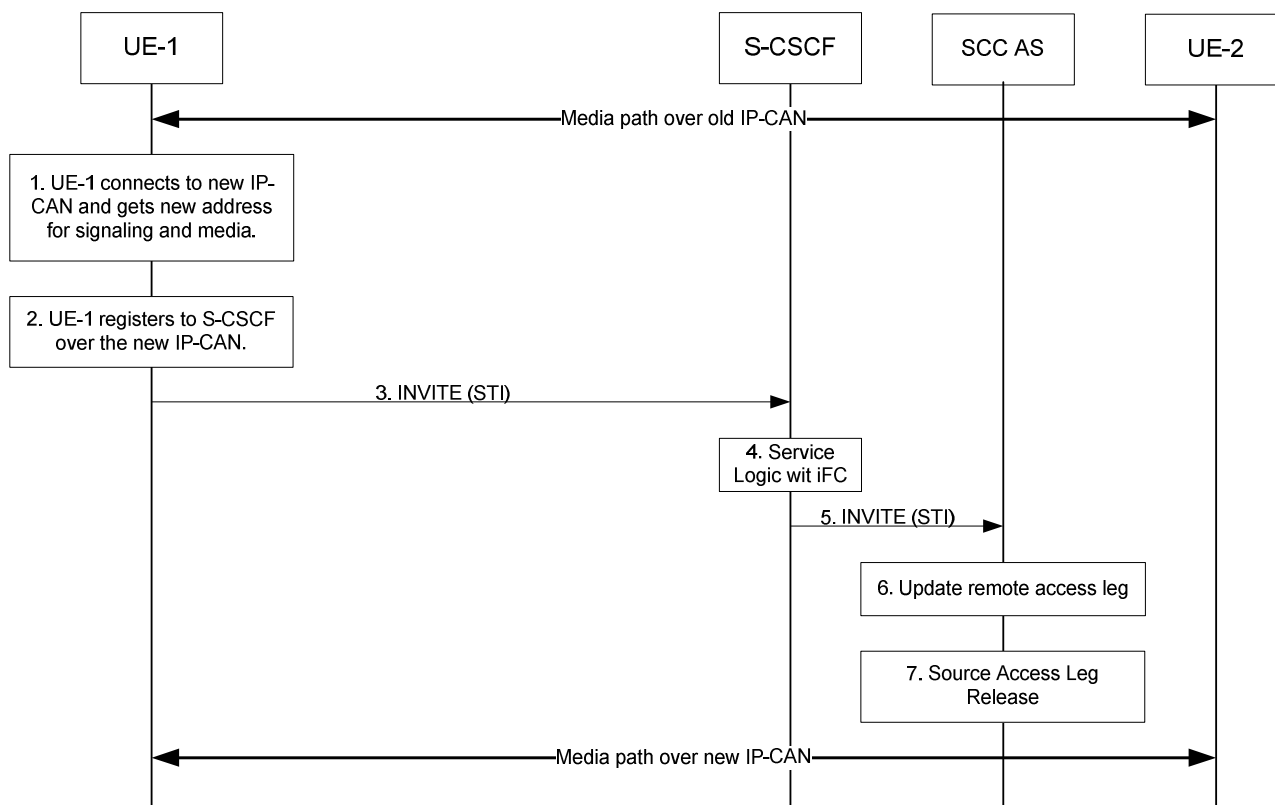 UE-1
S-CSCF
SCC AS
UE-2
Media path over old IP-CAN
1. UE-1 connects to new IP-
CAN and gets new address
for signaling and media.
2. UE-1 registers to S-CSCF
over the new IP-CAN.
3. INVITE (STI)
4. Service
Logic wit iFC
5. INVITE (STI)
6. Update remote access leg
7. Source Access Leg
Release
Media path over new IP-CAN